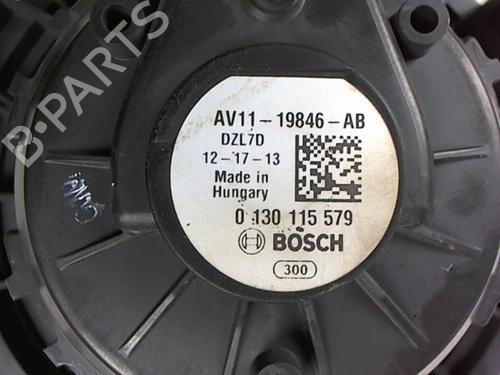 B-PARTS
AV11-19846-AB
DZL7D
12-17-13
Made in
Hungary
0 130 115 579
BOSCH
300